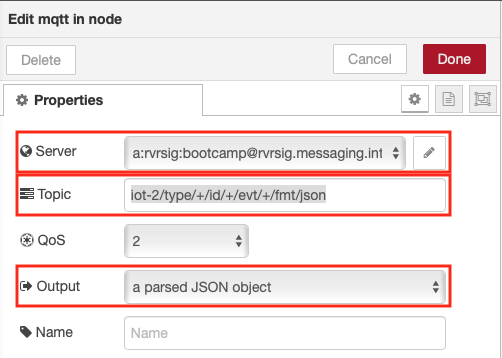 Edit mqtt in node
Delete
Cancel
Done
Properties
Server
a:rvrsig:bootcamp@rvrsig.messaging.int
Topic
iot-2/type/+/id/+/evt/+/fmt/json
QoS
2
Output
a parsed JSON object
Name
Name